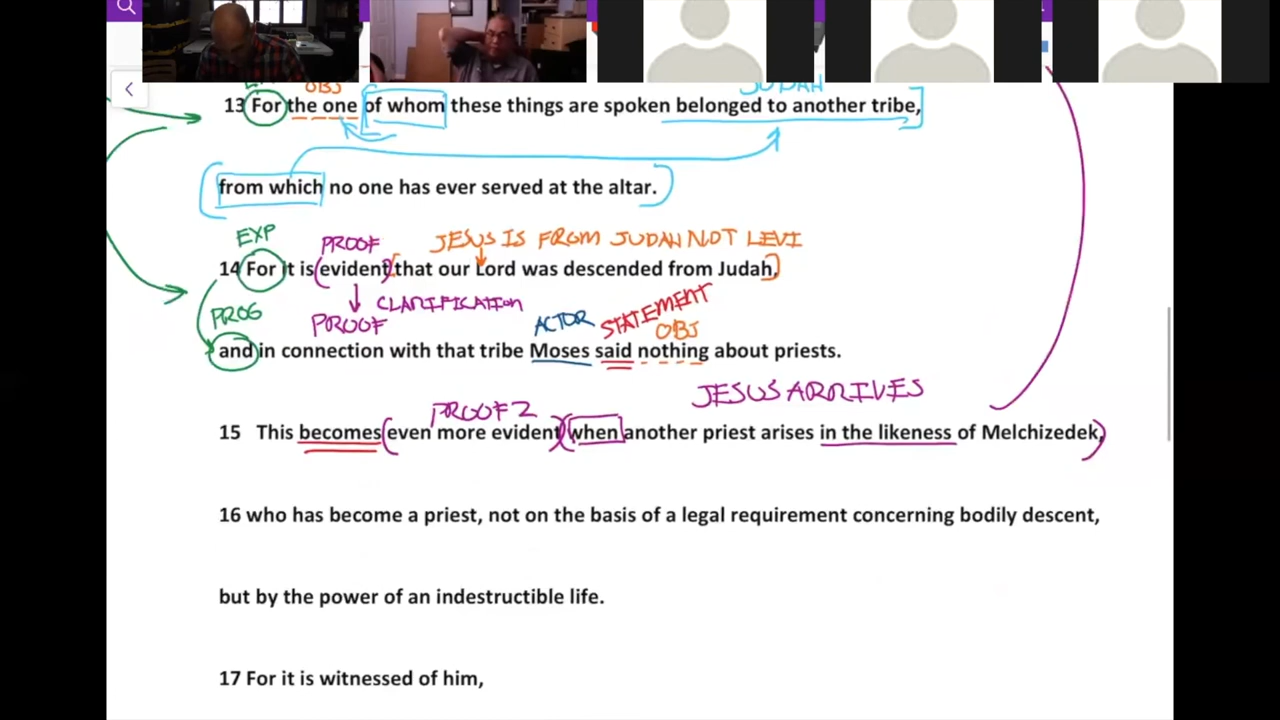 OBJ JUDAH
13 For the one of whom these things are spoken belonged to another tribe,
from which no one has ever served at the altar.
EXP PROOF JESUS IS FROM JUDAH NOT LEVI
14 For it is evident that our Lord was descended from Judah,
PROG PROOF CLARIFICATION ACTOR STATEMENT OBJ
and in connection with that tribe Moses said nothing about priests.
PROOF 2 JESUS ARRIVES
15 This becomes even more evident when another priest arises in the likeness of Melchizedek,
16 who has become a priest, not on the basis of a legal requirement concerning bodily descent,
but by the power of an indestructible life.
17 For it is witnessed of him,